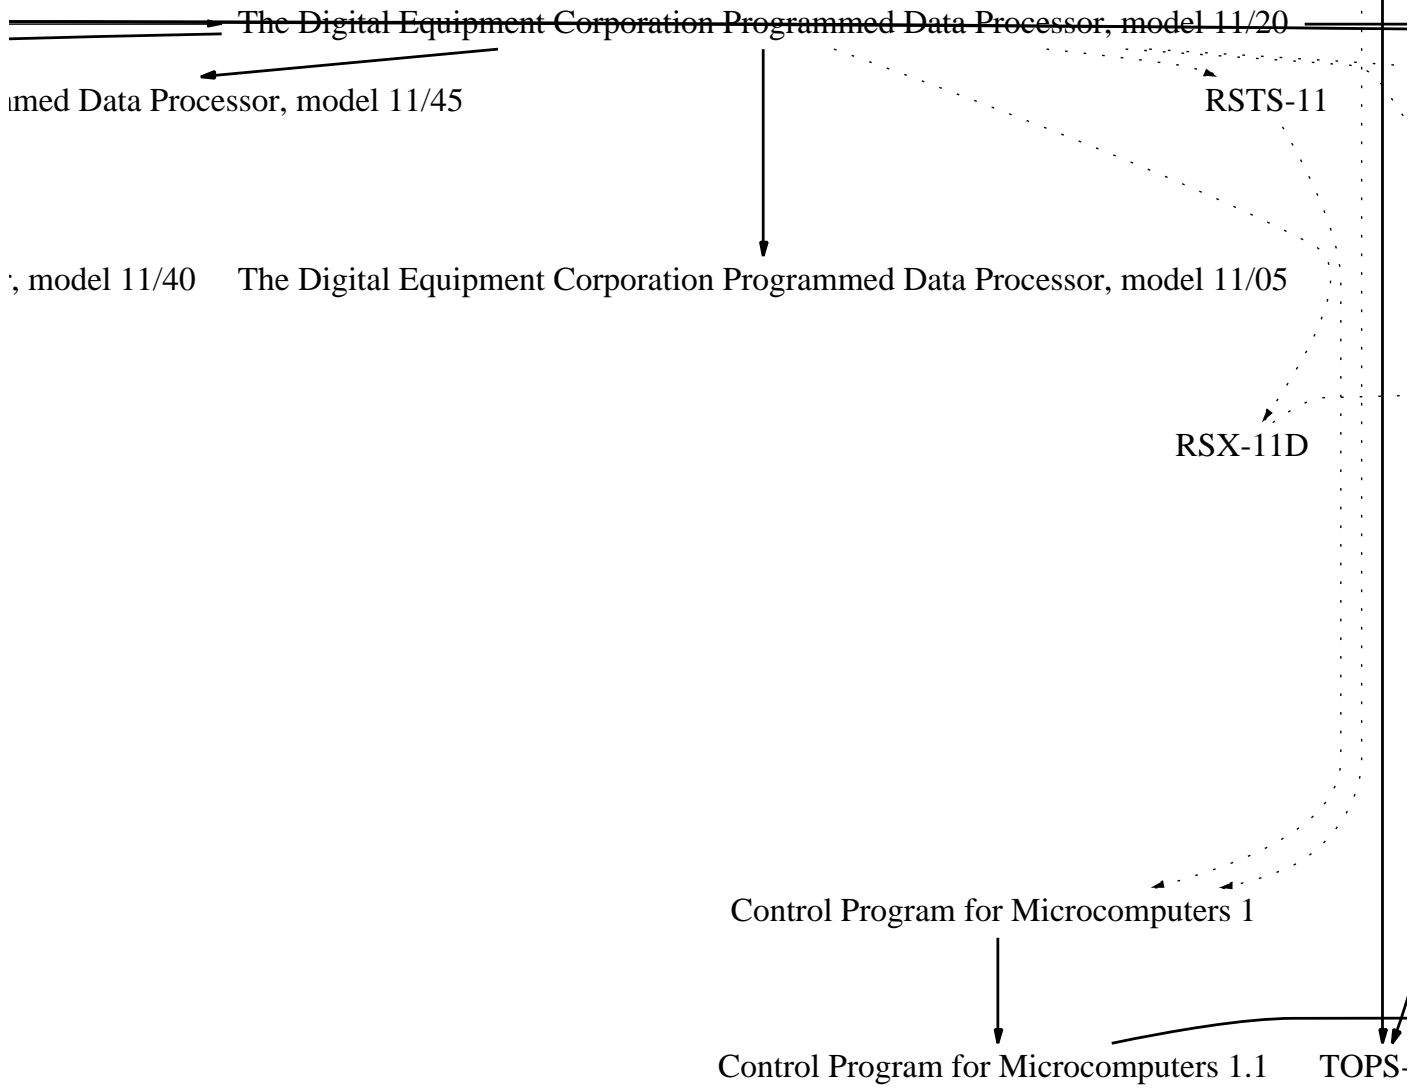 The Digital Equipment Corporation Programmed Data Processor, model 11/20
Data Processor, model 11/45
RSTS-11
, model 11/40
The Digital Equipment Corporation Programmed Data Processor, model 11/05
RSX-11D
Control Program for Microcomputers 1
Control Program for Microcomputers 1.1
TOPS-